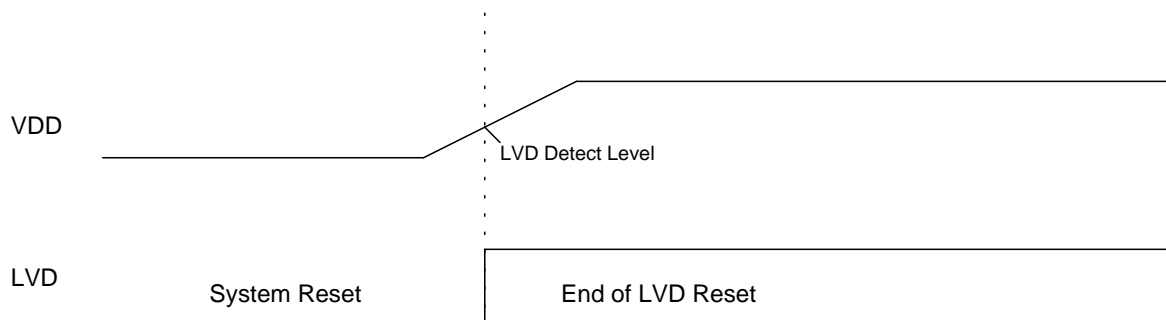 VDD
LVD Detect Level
LVD
System Reset
End of LVD Reset